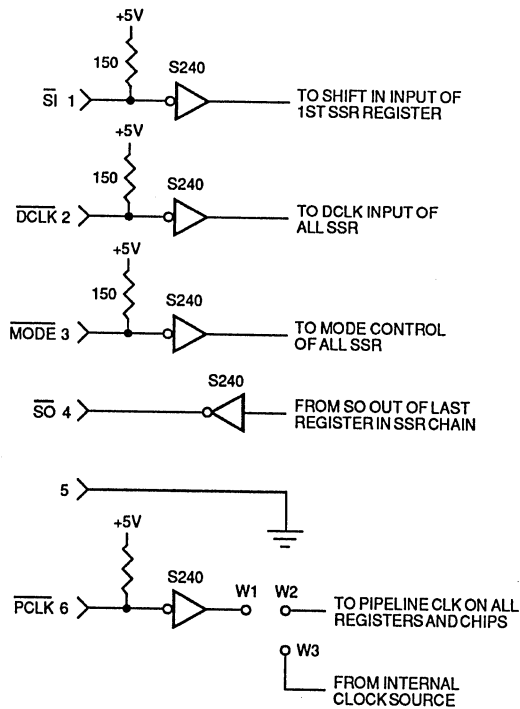 +5V
150
S240
SI 1
TO SHIFT IN INPUT OF
1ST SSR REGISTER
+5V
150
S240
DCLK 2
TO DCLK INPUT OF
ALL SSR
+5V
150
S240
MODE 3
TO MODE CONTROL
OF ALL SSR
S240
SO 4
FROM SO OUT OF LAST
REGISTER IN SSR CHAIN
5
+5V
S240
PCLK 6
W1
W2
TO PIPELINE CLK ON ALL
REGISTERS AND CHIPS
W3
FROM INTERNAL
CLOCK SOURCE